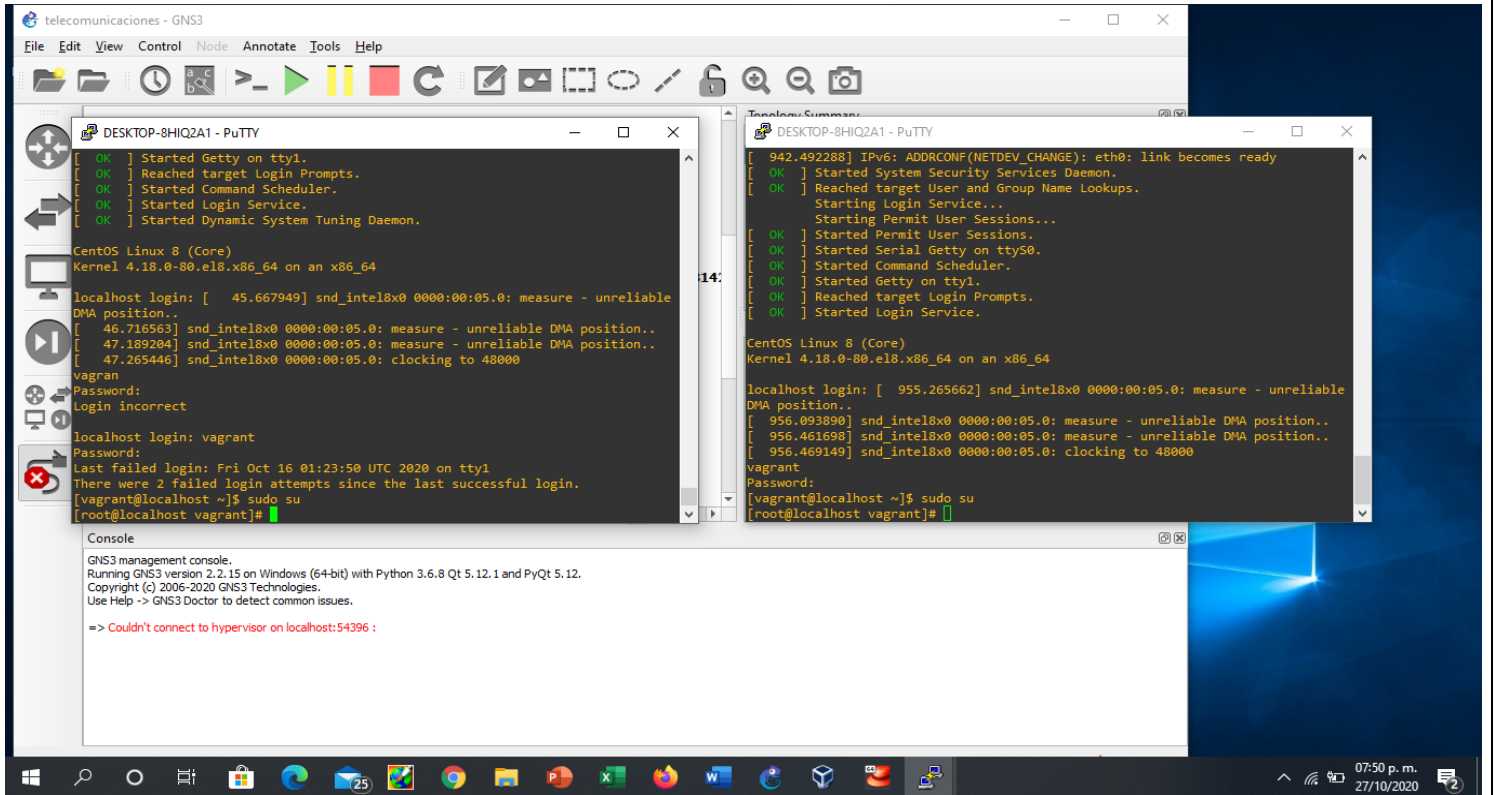 telecomunicaciones - GNS3
File Edit View Control Node Annotate Tools Help
Topology Summary
DESKTOP-8HIQ2A1 - PuTTY
[  OK  ] Started Getty on tty1.
[  OK  ] Reached target Login Prompts.
[  OK  ] Started Command Scheduler.
[  OK  ] Started Login Service.
[  OK  ] Started Dynamic System Tuning Daemon.
CentOS Linux 8 (Core)
Kernel 4.18.0-80.el8.x86_64 on an x86_64
localhost login: [   45.667949] snd_intel8x0 0000:00:05.0: measure - unreliable
DMA position..
[   46.716563] snd_intel8x0 0000:00:05.0: measure - unreliable DMA position..
[   47.189204] snd_intel8x0 0000:00:05.0: measure - unreliable DMA position..
[   47.265446] snd_intel8x0 0000:00:05.0: clocking to 48000
vagran
Password:
Login incorrect
localhost login: vagrant
Password:
Last failed login: Fri Oct 16 01:23:50 UTC 2020 on tty1
There were 2 failed login attempts since the last successful login.
[vagrant@localhost ~]$ sudo su
[root@localhost vagrant]#
DESKTOP-8HIQ2A1 - PuTTY
[  942.492288] IPv6: ADDRCONF(NETDEV_CHANGE): eth0: link becomes ready
[  OK  ] Started System Security Services Daemon.
[  OK  ] Reached target User and Group Name Lookups.
Starting Login Service...
Starting Permit User Sessions...
[  OK  ] Started Permit User Sessions.
[  OK  ] Started Serial Getty on ttyS0.
[  OK  ] Started Command Scheduler.
[  OK  ] Started Getty on tty1.
[  OK  ] Reached target Login Prompts.
[  OK  ] Started Login Service.
CentOS Linux 8 (Core)
Kernel 4.18.0-80.el8.x86_64 on an x86_64
localhost login: [  955.265662] snd_intel8x0 0000:00:05.0: measure - unreliable
DMA position..
[  956.093890] snd_intel8x0 0000:00:05.0: measure - unreliable DMA position..
[  956.461698] snd_intel8x0 0000:00:05.0: measure - unreliable DMA position..
[  956.469149] snd_intel8x0 0000:00:05.0: clocking to 48000
vagrant
Password:
[vagrant@localhost ~]$ sudo su
[root@localhost vagrant]#
Console
GNS3 management console.
Running GNS3 version 2.2.15 on Windows (64-bit) with Python 3.6.8 Qt 5.12.1 and PyQt 5.12.
Copyright (c) 2006-2020 GNS3 Technologies.
Use Help -> GNS3 Doctor to detect common issues.
=> Couldn't connect to hypervisor on localhost:54396 :
25
07:50 p. m.
27/10/2020
2